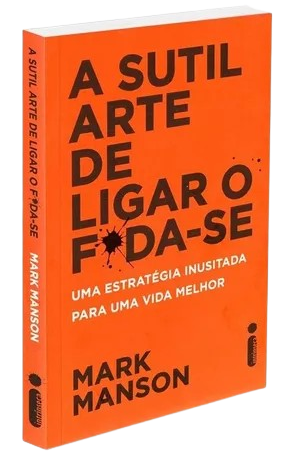 A SUTIL ARTE DE LIGAR O F*DA-SE
MARK MANSON
A SUTIL
ARTE
DE
LIGAR O
F*DA-SE
UMA ESTRATÉGIA INUSITADA
PARA UMA VIDA MELHOR
MARK
MANSON